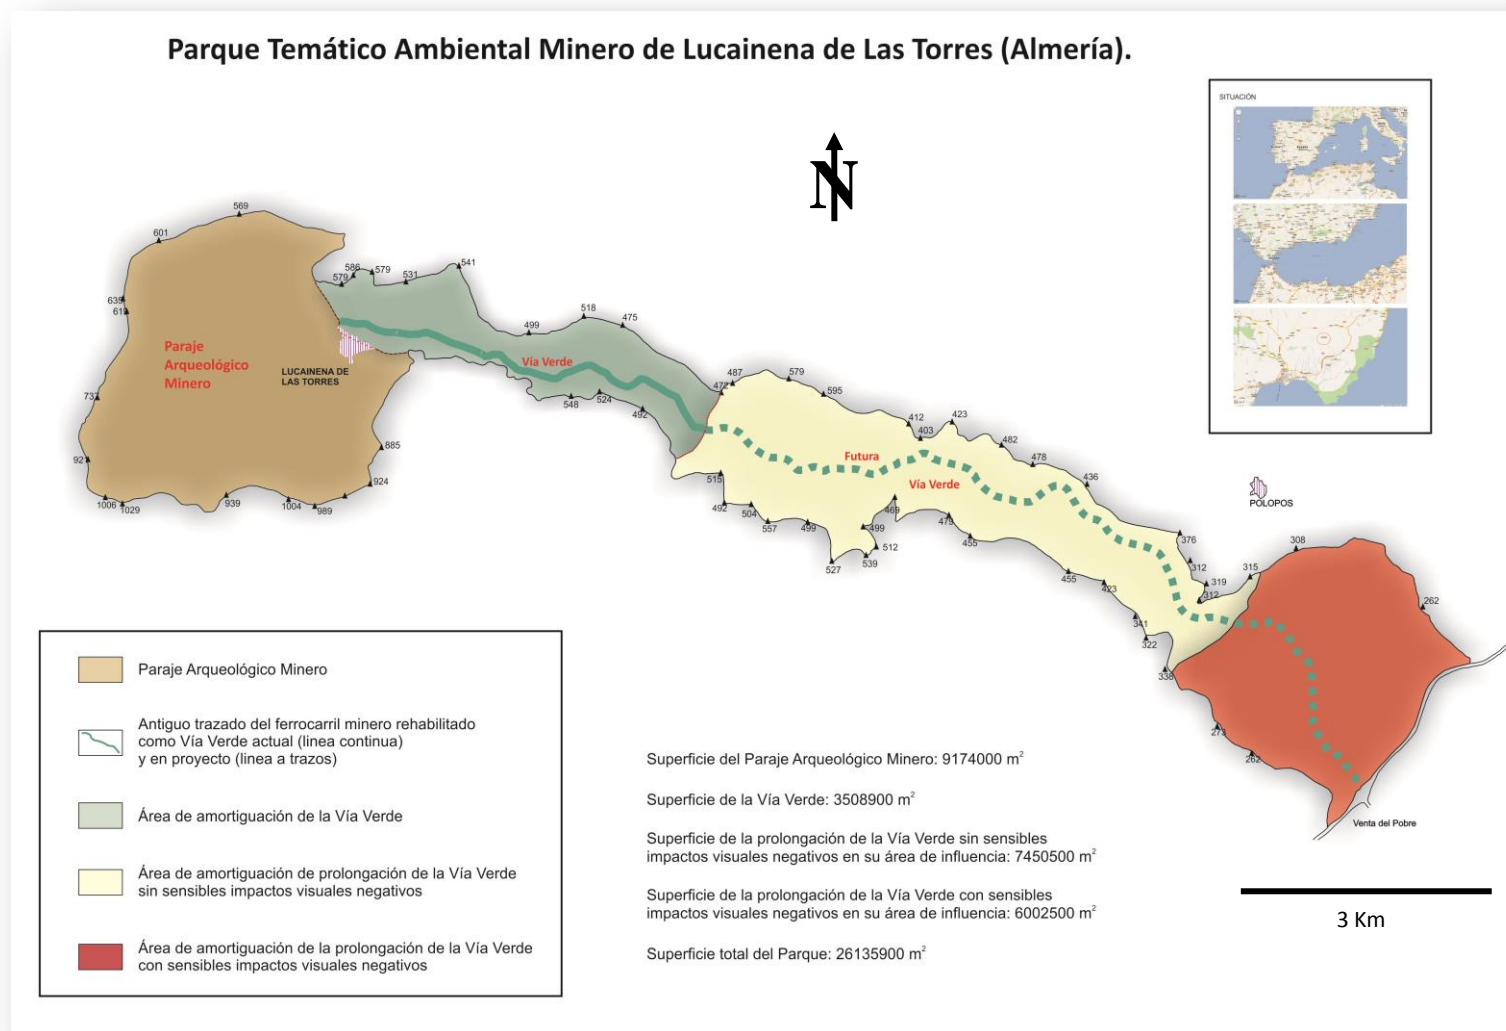 Parque Temático Ambiental Minero de Lucainena de Las Torres (Almería).
SITUACIÓN
N
569
601
639
619
737
927
1006
1029
939
1004
989
924
885
Paraje
Arqueológico
Minero
LUCAINENA DE
LAS TORRES
579
586
579
531
541
499
518
475
Vía Verde
548
524
492
472
487
579
595
412
403
423
482
478
436
Futura
Vía Verde
515
492
504
557
499
527
539
512
499
469
479
455
455
423
341
322
338
376
312
319
312
315
308
262
273
262
POLOPOS
Venta del Pobre
Paraje Arqueológico Minero
Antiguo trazado del ferrocarril minero rehabilitado
como Vía Verde actual (linea continua)
y en proyecto (linea a trazos)
Área de amortiguación de la Vía Verde
Área de amortiguación de prolongación de la Vía Verde
sin sensibles impactos visuales negativos
Área de amortiguación de la prolongación de la Vía Verde
con sensibles impactos visuales negativos
Superficie del Paraje Arqueológico Minero: 9174000 m²
Superficie de la Vía Verde: 3508900 m²
Superficie de la prolongación de la Vía Verde sin sensibles
impactos visuales negativos en su área de influencia: 7450500 m²
Superficie de la prolongación de la Vía Verde con sensibles
impactos visuales negativos en su área de influencia: 6002500 m²
Superficie total del Parque: 26135900 m²
3 Km